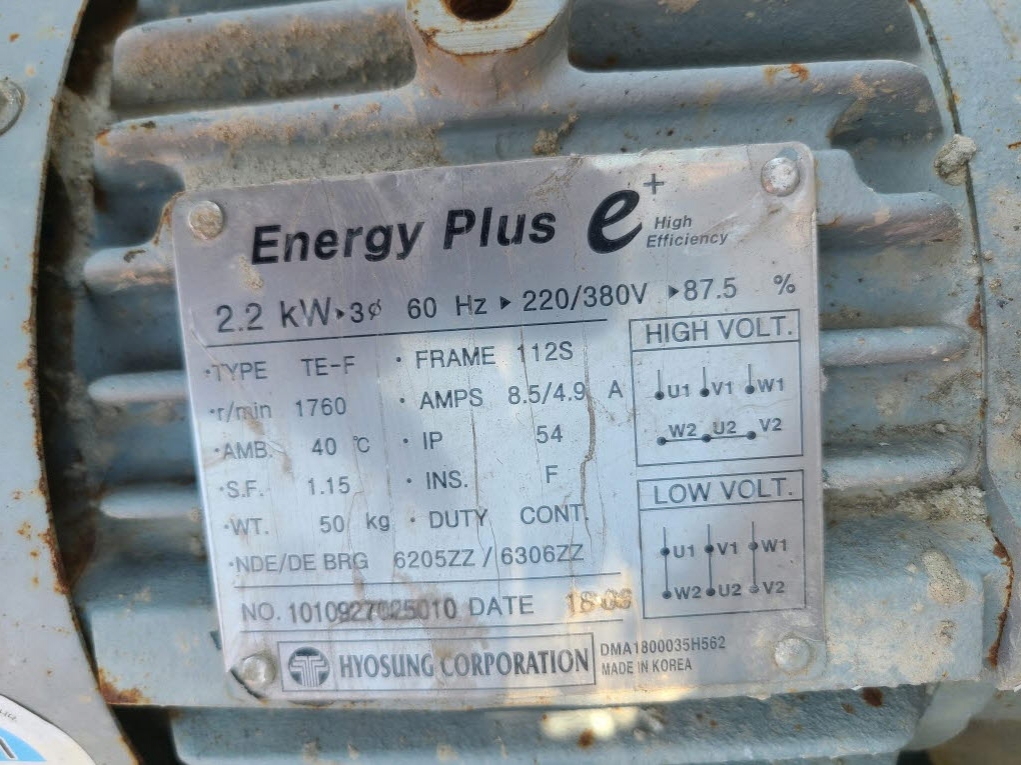 Energy Plus e+ High Efficiency
2.2 kW ▸ 3ø 60 Hz ▸ 220/380V ▸ 87.5 %
·TYPE TE-F · FRAME 112S
·r/min 1760 · AMPS 8.5/4.9 A
·AMB. 40 ℃ · IP 54
·S.F. 1.15 · INS. F
·WT. 50 kg · DUTY CONT.
·NDE/DE BRG 6205ZZ / 6306ZZ
NO. 1010927025010 DATE
HYOSUNG CORPORATION
DMA1800035H562
MADE IN KOREA
HIGH VOLT.
U1 V1 W1
W2 U2 V2
LOW VOLT.
U1 V1 W1
W2 U2 V2